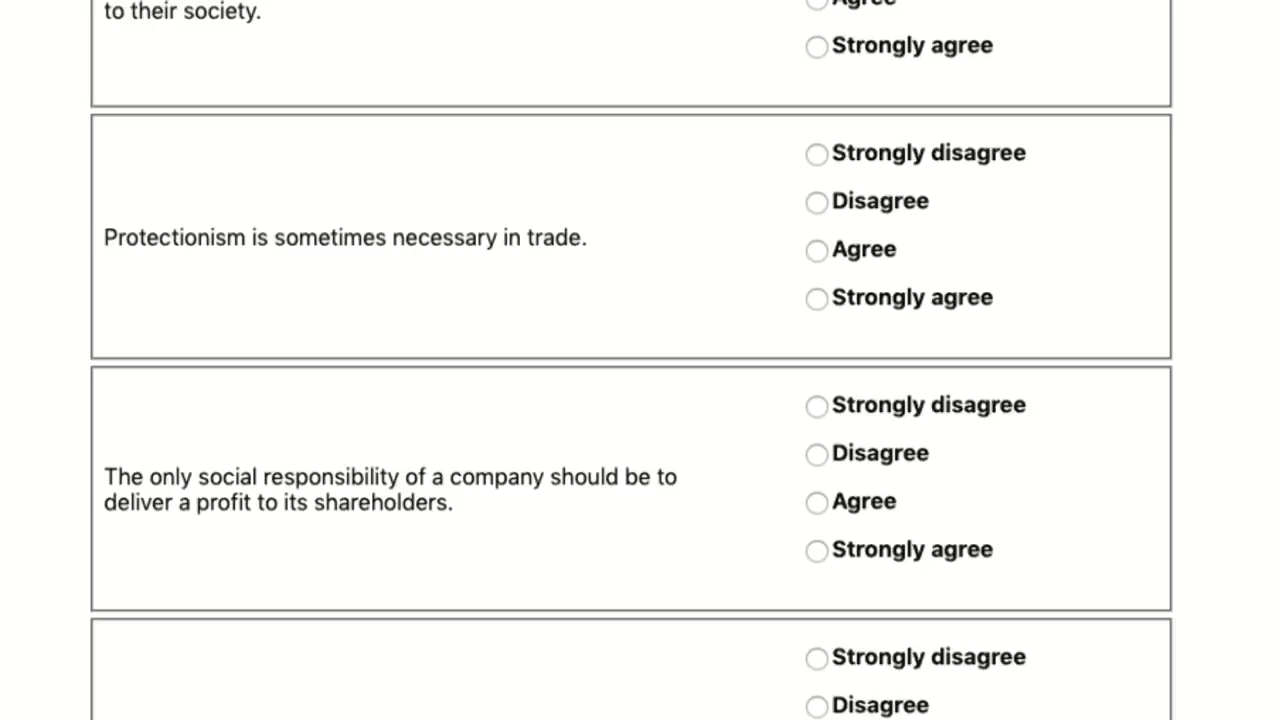 to their society.
Agree
Strongly agree
Strongly disagree
Disagree
Protectionism is sometimes necessary in trade.
Agree
Strongly agree
Strongly disagree
Disagree
The only social responsibility of a company should be to
deliver a profit to its shareholders.
Agree
Strongly agree
Strongly disagree
Disagree